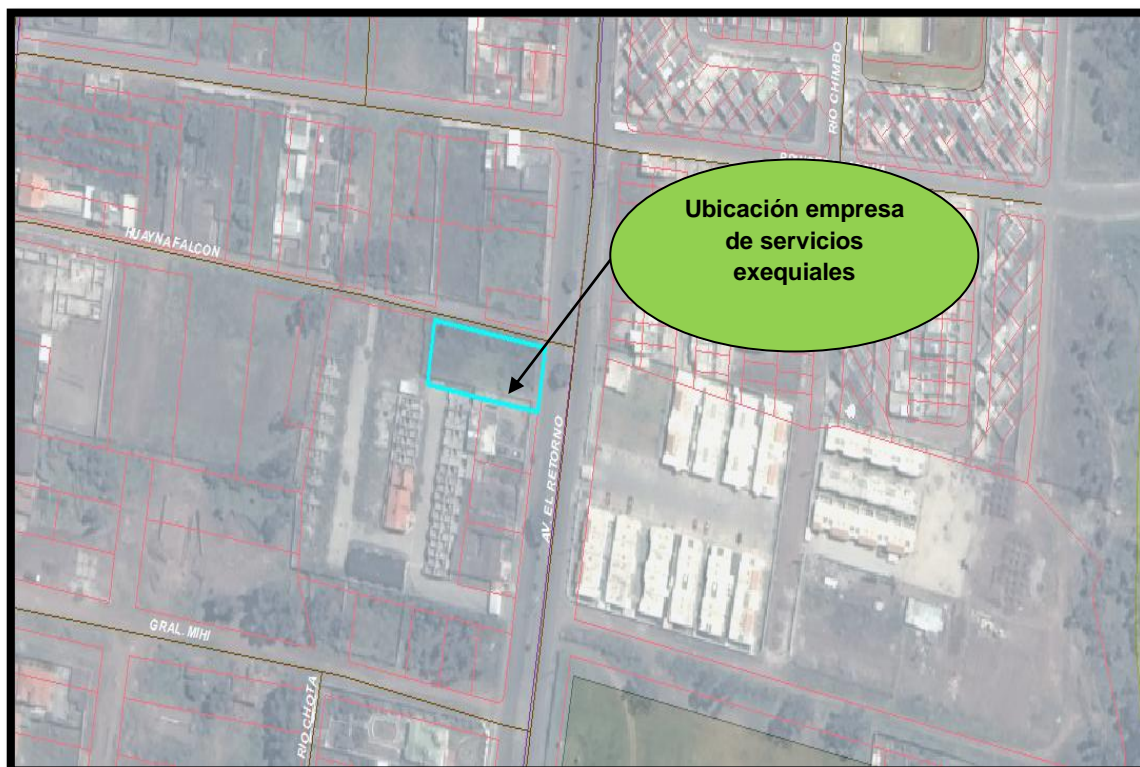 RIO CHIMBO
Ubicación empresa
de servicios
exequiales
HUAYNA FALCON
AV. EL RETORNO
GRAL. MIHI
RIO CHOTA